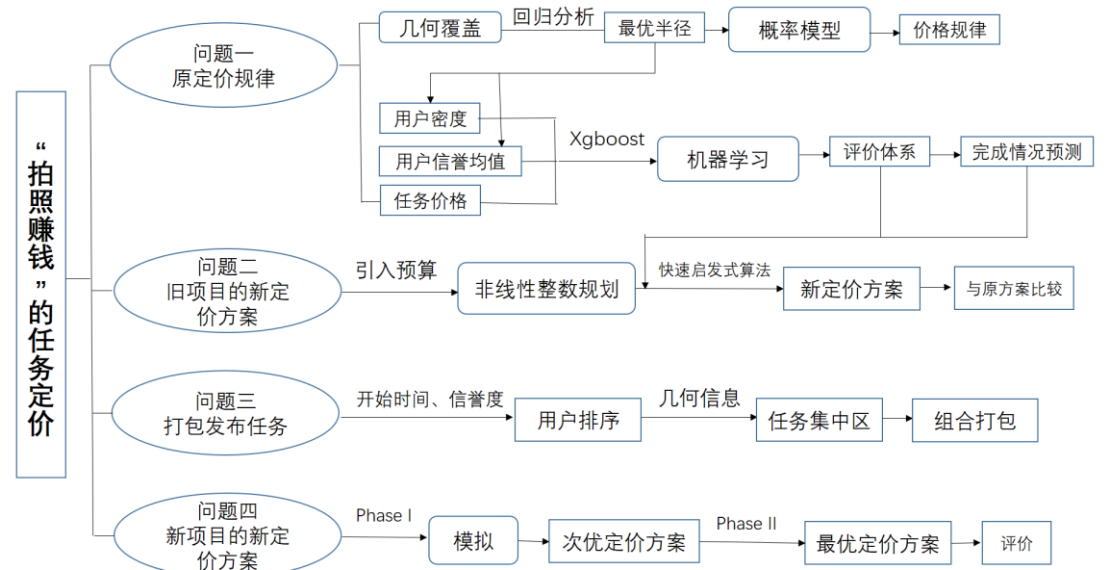 “拍照赚钱”的任务定价
问题一
原定价规律
几何覆盖
回归分析
最优半径
概率模型
价格规律
用户密度
用户信誉均值
任务价格
Xgboost
机器学习
评价体系
完成情况预测
问题二
旧项目的新定
价方案
引入预算
非线性整数规划
快速启发式算法
新定价方案
与原方案比较
问题三
打包发布任务
开始时间、信誉度
用户排序
几何信息
任务集中区
组合打包
问题四
新项目的新定
价方案
Phase I
模拟
次优定价方案
Phase II
最优定价方案
评价